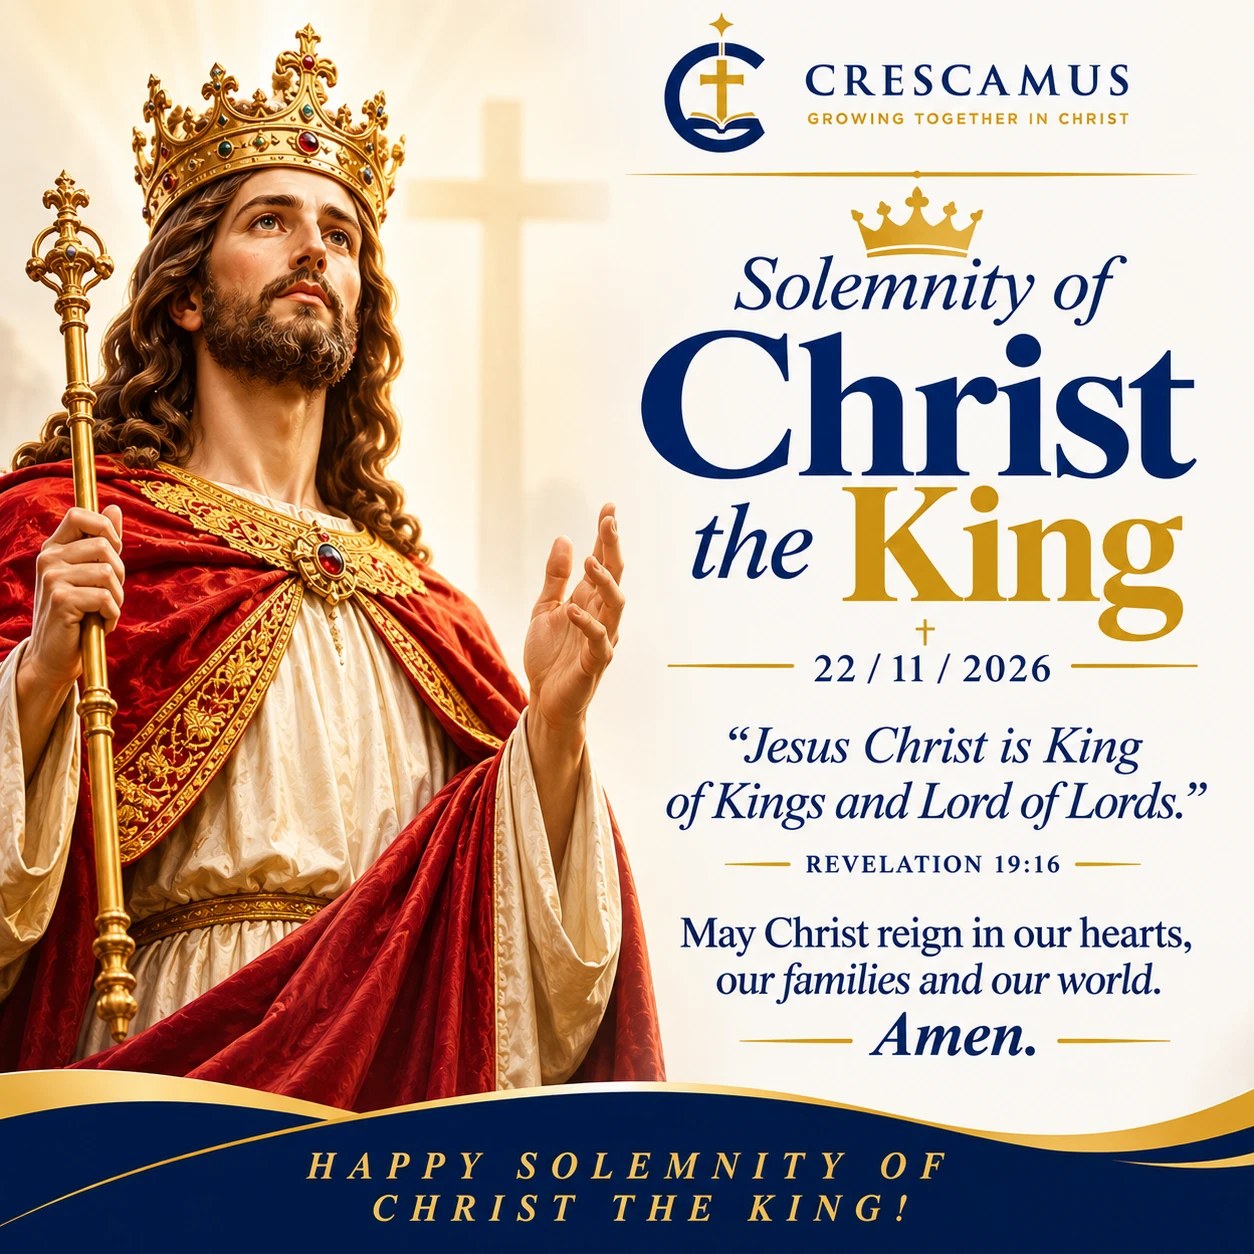 CRESCAMUS
GROWING TOGETHER IN CHRIST
Solemnity of
Christ
the King
22 / 11 / 2026
“Jesus Christ is King
of Kings and Lord of Lords.”
REVELATION 19:16
May Christ reign in our hearts,
our families and our world.
Amen.
HAPPY SOLEMNITY OF
CHRIST THE KING!